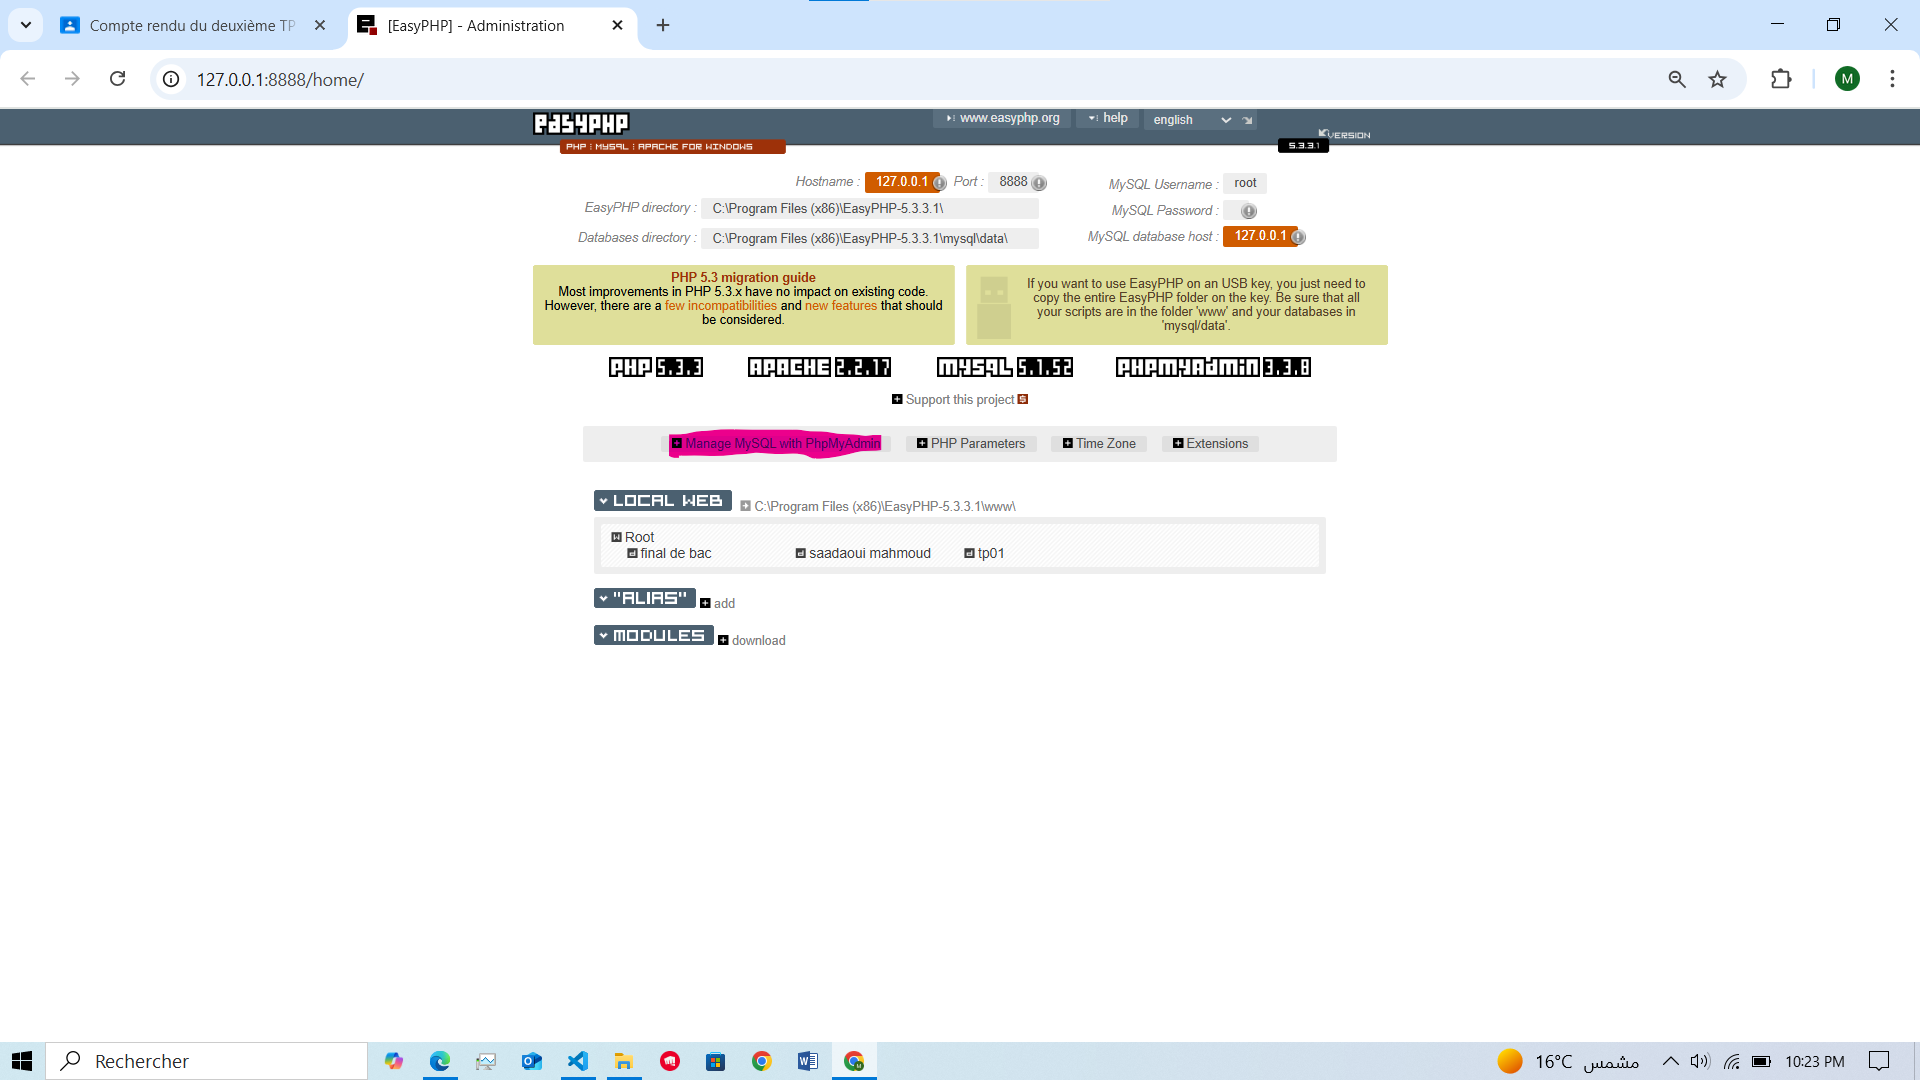 Compte rendu du deuxième TP
[EasyPHP] - Administration
127.0.0.1:8888/home/
M
EASYPHP
PHP | MYSQL | APACHE FOR WINDOWS
www.easyphp.org
help
english
VERSION
5.3.3.1
Hostname : 127.0.0.1 Port : 8888
EasyPHP directory : C:\Program Files (x86)\EasyPHP-5.3.3.1\
Databases directory : C:\Program Files (x86)\EasyPHP-5.3.3.1\mysql\data\
MySQL Username : root
MySQL Password :
MySQL database host : 127.0.0.1
PHP 5.3 migration guide
Most improvements in PHP 5.3.x have no impact on existing code.
However, there are a few incompatibilities and new features that should
be considered.
If you want to use EasyPHP on an USB key, you just need to
copy the entire EasyPHP folder on the key. Be sure that all
your scripts are in the folder 'www' and your databases in
'mysql/data'.
PHP 5.3.3 APACHE 2.2.17 MYSQL 5.1.52 PHPMYADMIN 3.3.8
Support this project $
Manage MySQL with PhpMyAdmin PHP Parameters Time Zone Extensions
LOCAL WEB C:\Program Files (x86)\EasyPHP-5.3.3.1\www\
Root
final de bac saadaoui mahmoud tp01
"ALIAS" add
MODULES download
Rechercher
16°C مشمس
10:23 PM